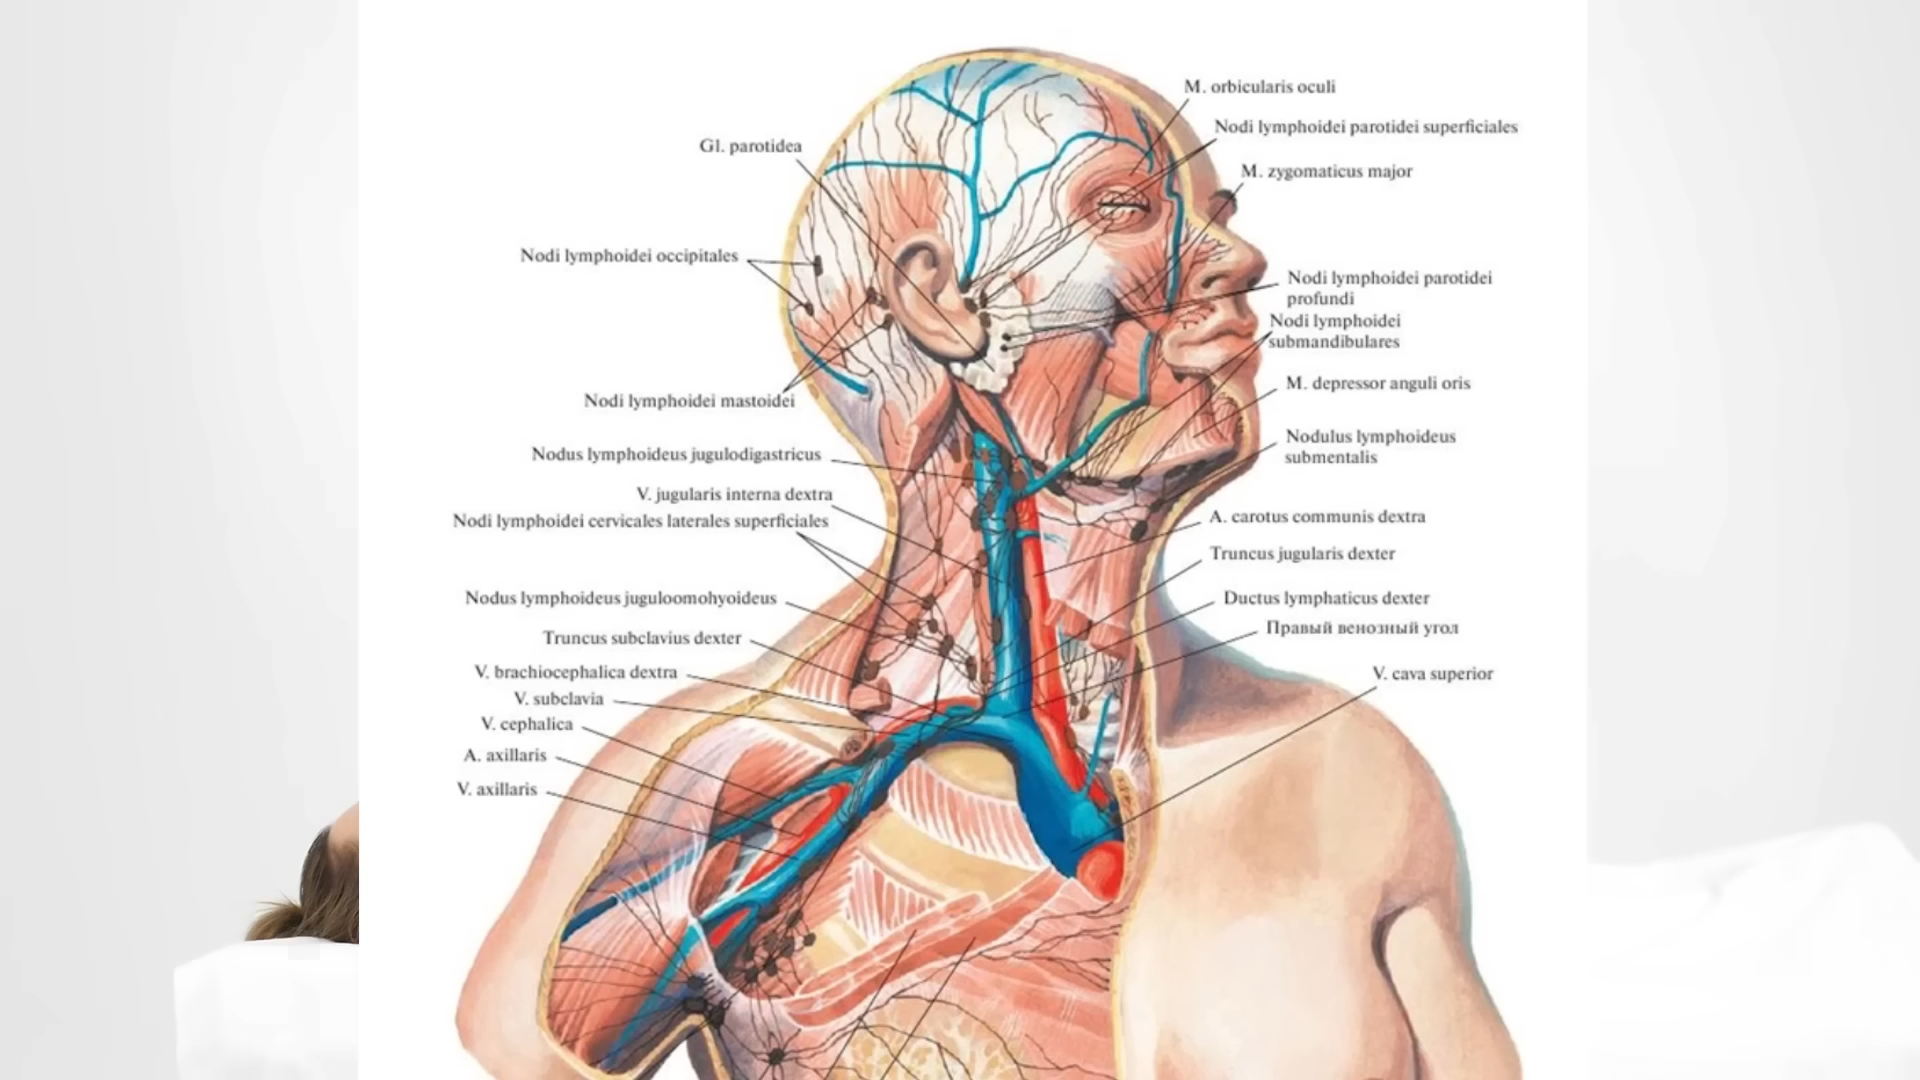 M. orbicularis oculi
Nodi lymphoidei parotidei superficiales
Gl. parotidea
M. zygomaticus major
Nodi lymphoidei occipitales
Nodi lymphoidei parotidei
profundi
Nodi lymphoidei
submandibulares
M. depressor anguli oris
Nodi lymphoidei mastoidei
Nodulus lymphoideus
submentalis
Nodus lymphoideus jugulodigastricus
V. jugularis interna dextra
Nodi lymphoidei cervicales laterales superficiales
A. carotus communis dextra
Truncus jugularis dexter
Nodus lymphoideus juguloomohyoideus
Ductus lymphaticus dexter
Правый венозный угол
Truncus subclavius dexter
V. brachiocephalica dextra
V. cava superior
V. subclavia
V. cephalica
A. axillaris
V. axillaris